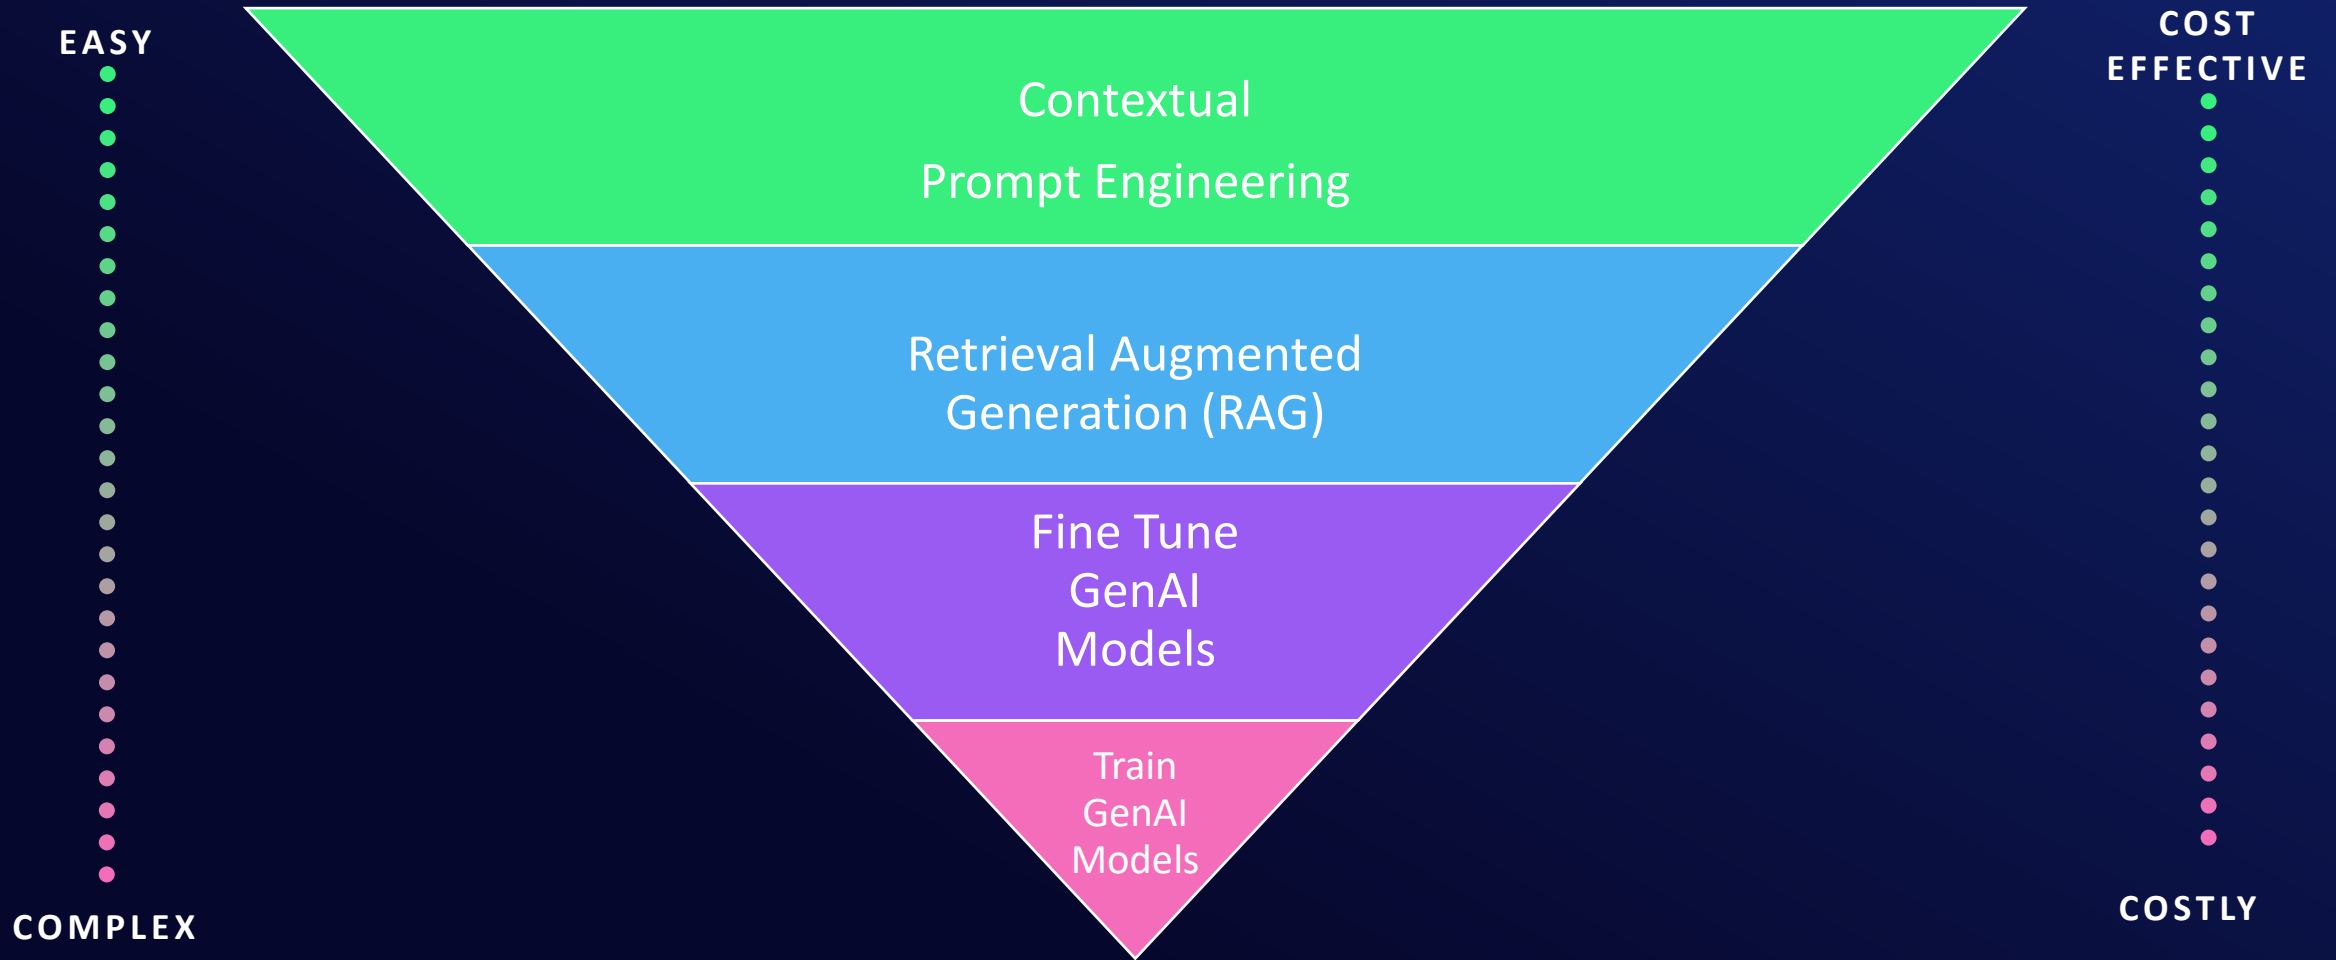 EASY
COST
EFFECTIVE
Contextual
Prompt Engineering
Retrieval Augmented
Generation (RAG)
Fine Tune
GenAI
Models
Train
GenAI
Models
COMPLEX
COSTLY